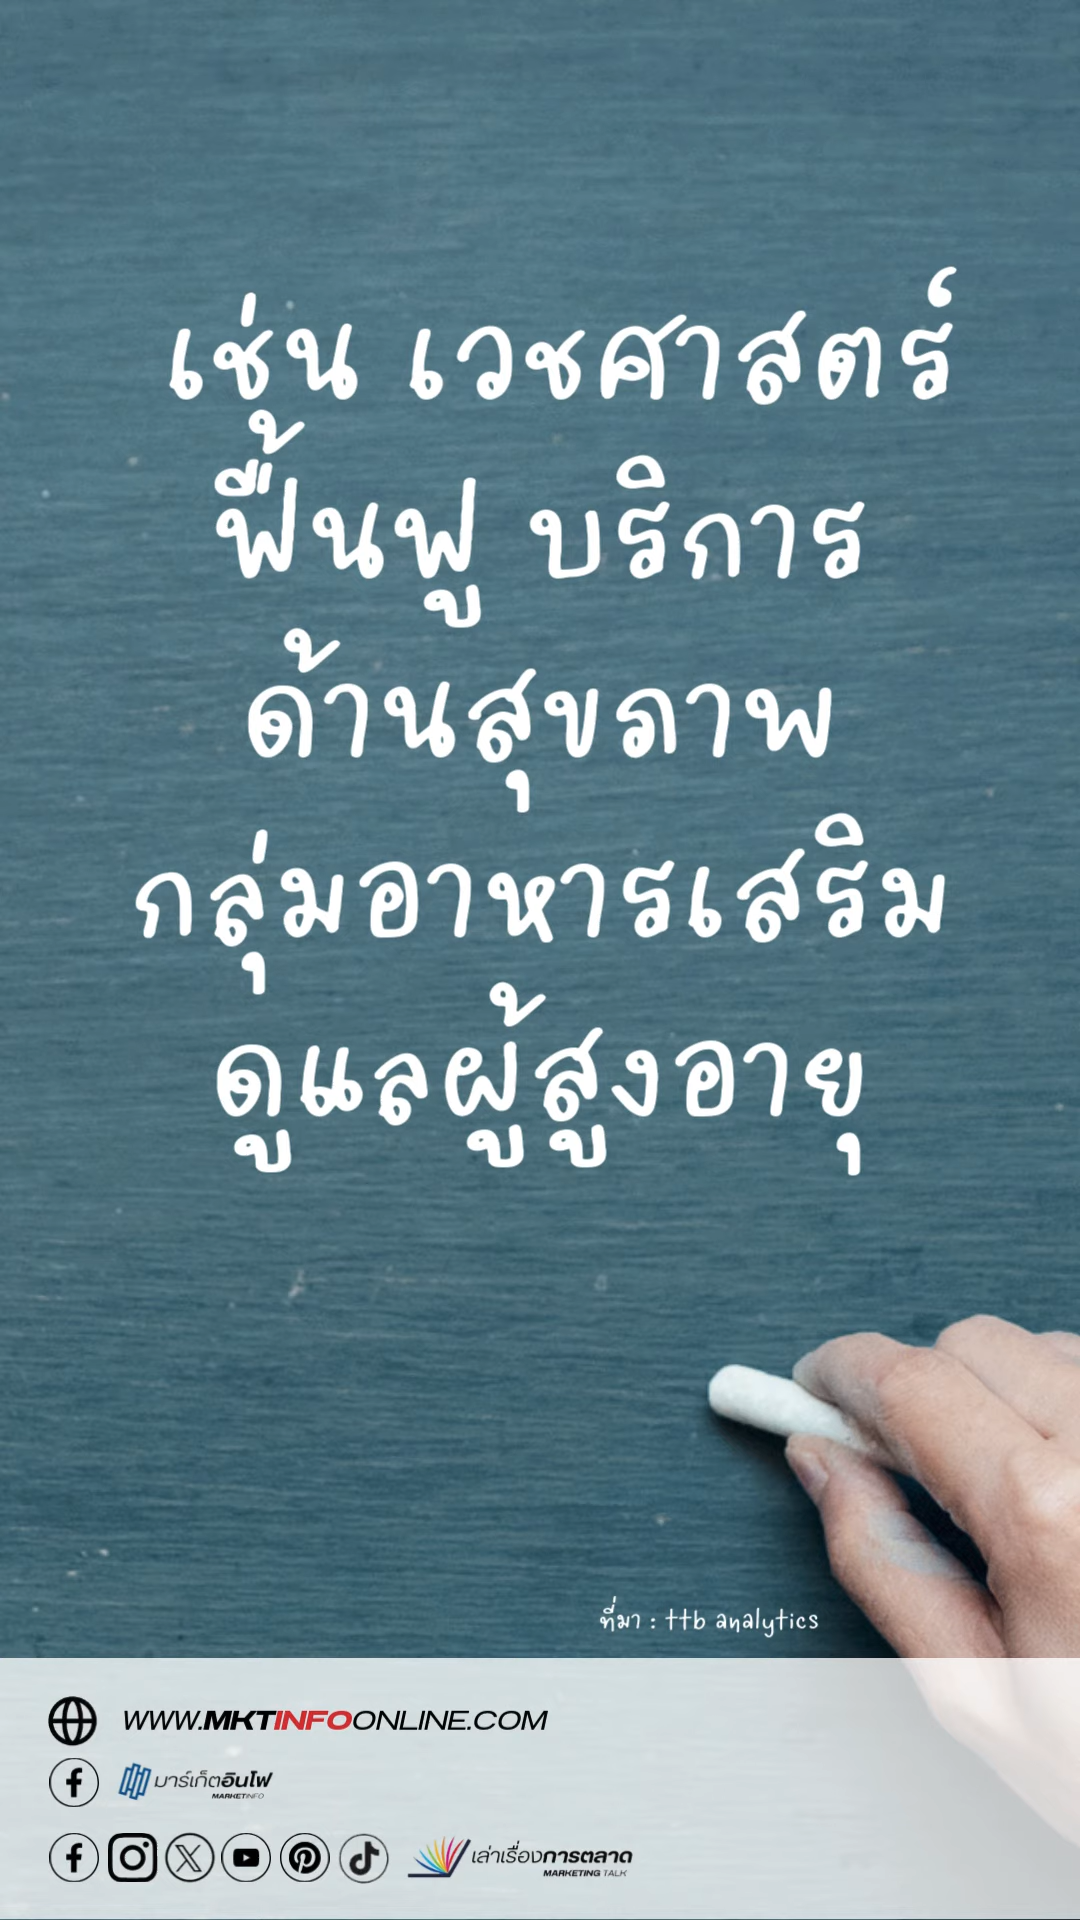 เช่น เวชศาสตร์
ฟื้นฟู บริการ
ด้านสุขภาพ
กลุ่มอาหารเสริม
ดูแลผู้สูงอายุ
ที่มา : ttb analytics
WWW.MKTINFOONLINE.COM
มาร์เก็ตอินโฟ
MARKETINFO
เล่าเรื่องการตลาด
MARKETING TALK